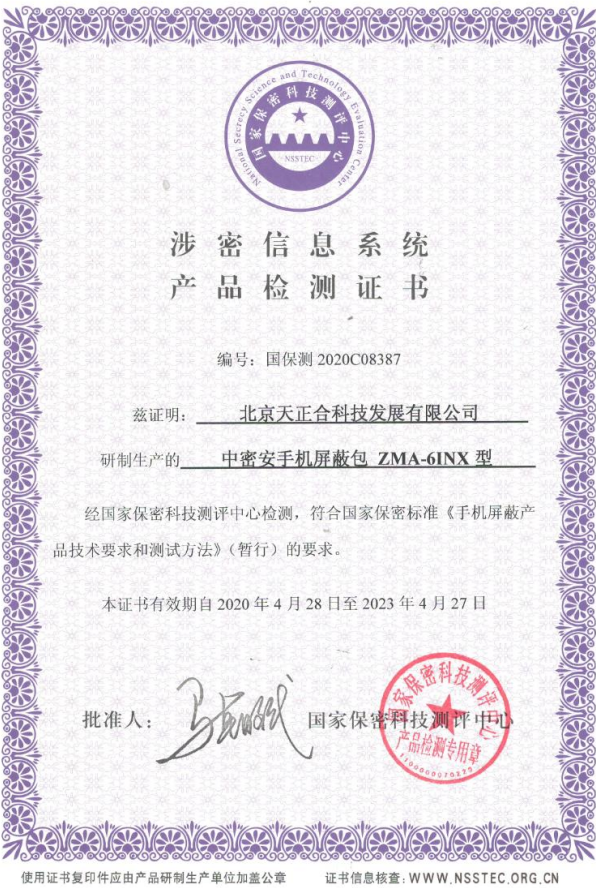 National Secrecy Science and Technology Evaluation Center
国家保密科技测评中心
NSSTEC
涉密信息系统
产品检测证书
编号：国保测 2020C08387
兹证明： 北京天正合科技发展有限公司
研制生产的 中密安手机屏蔽包 ZMA-6INX 型
经国家保密科技测评中心检测，符合国家保密标准《手机屏蔽产
品技术要求和测试方法》（暂行）的要求。
本证书有效期自 2020 年 4 月 28 日至 2023 年 4 月 27 日
批准人： 国家保密科技测评中心
国家保密科技测评中心
产品检测专用章
使用证书复印件应由产品研制生产单位加盖公章 证书信息核查: WWW.NSSTEC.ORG.CN